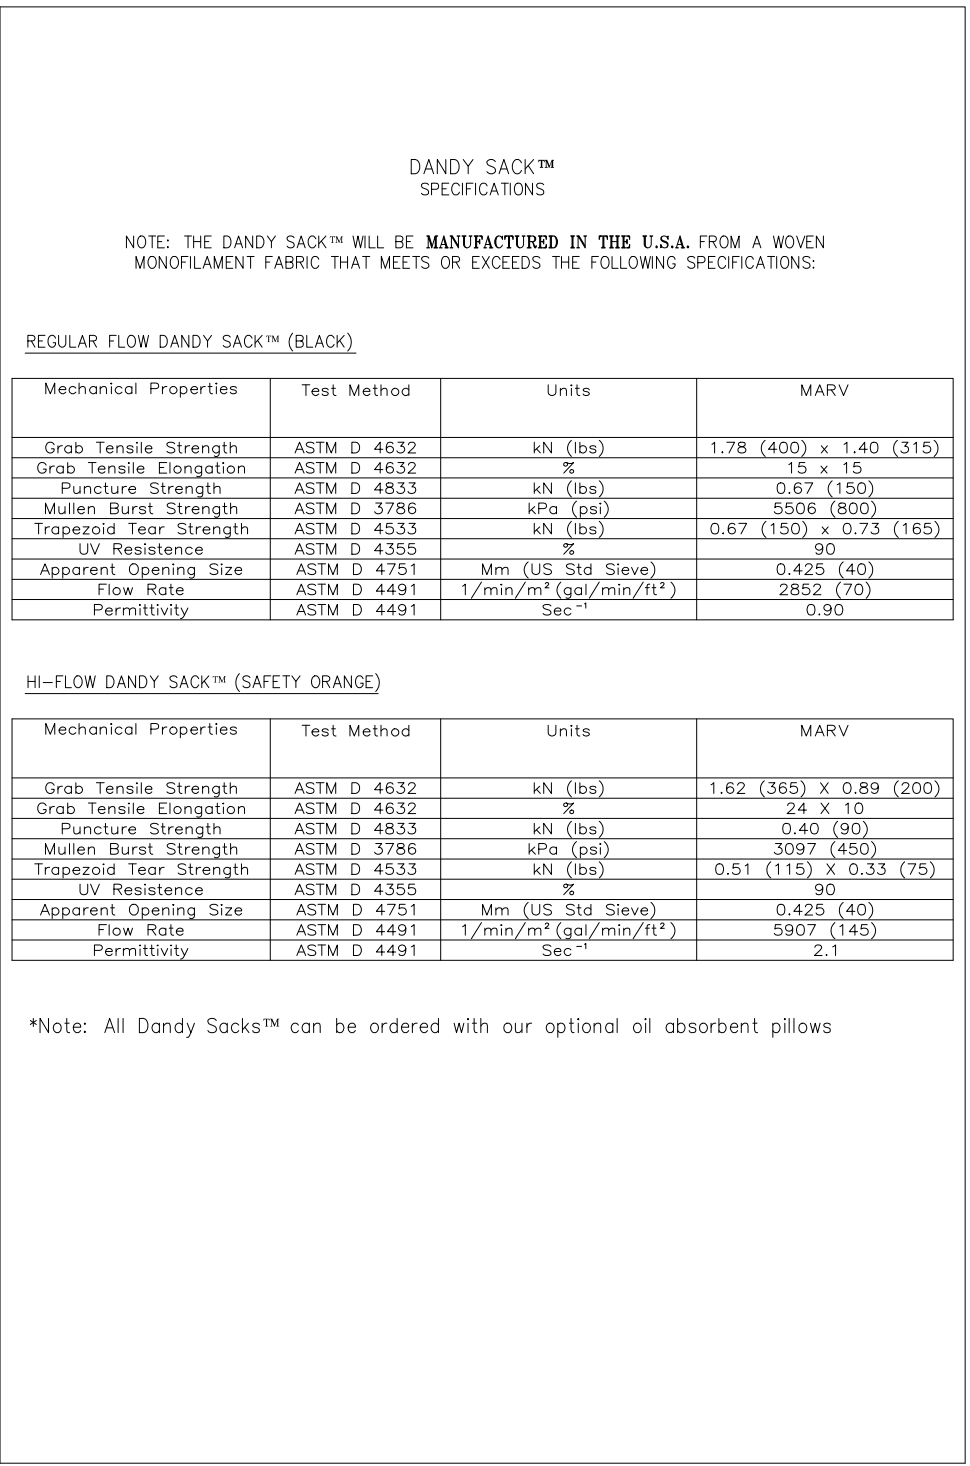 DANDY SACK™
SPECIFICATIONS
NOTE: THE DANDY SACK™ WILL BE MANUFACTURED IN THE U.S.A. FROM A WOVEN
MONOFILAMENT FABRIC THAT MEETS OR EXCEEDS THE FOLLOWING SPECIFICATIONS:
REGULAR FLOW DANDY SACK™ (BLACK)
Mechanical Properties Test Method Units MARV
Grab Tensile Strength ASTM D 4632 kN (lbs) 1.78 (400) x 1.40 (315)
Grab Tensile Elongation ASTM D 4632 % 15 x 15
Puncture Strength ASTM D 4833 kN (lbs) 0.67 (150)
Mullen Burst Strength ASTM D 3786 kPa (psi) 5506 (800)
Trapezoid Tear Strength ASTM D 4533 kN (lbs) 0.67 (150) x 0.73 (165)
UV Resistence ASTM D 4355 % 90
Apparent Opening Size ASTM D 4751 Mm (US Std Sieve) 0.425 (40)
Flow Rate ASTM D 4491 1/min/m² (gal/min/ft²) 2852 (70)
Permittivity ASTM D 4491 Sec⁻¹ 0.90
HI-FLOW DANDY SACK™ (SAFETY ORANGE)
Mechanical Properties Test Method Units MARV
Grab Tensile Strength ASTM D 4632 kN (lbs) 1.62 (365) X 0.89 (200)
Grab Tensile Elongation ASTM D 4632 % 24 X 10
Puncture Strength ASTM D 4833 kN (lbs) 0.40 (90)
Mullen Burst Strength ASTM D 3786 kPa (psi) 3097 (450)
Trapezoid Tear Strength ASTM D 4533 kN (lbs) 0.51 (115) X 0.33 (75)
UV Resistence ASTM D 4355 % 90
Apparent Opening Size ASTM D 4751 Mm (US Std Sieve) 0.425 (40)
Flow Rate ASTM D 4491 1/min/m² (gal/min/ft²) 5907 (145)
Permittivity ASTM D 4491 Sec⁻¹ 2.1
*Note: All Dandy Sacks™ can be ordered with our optional oil absorbent pillows